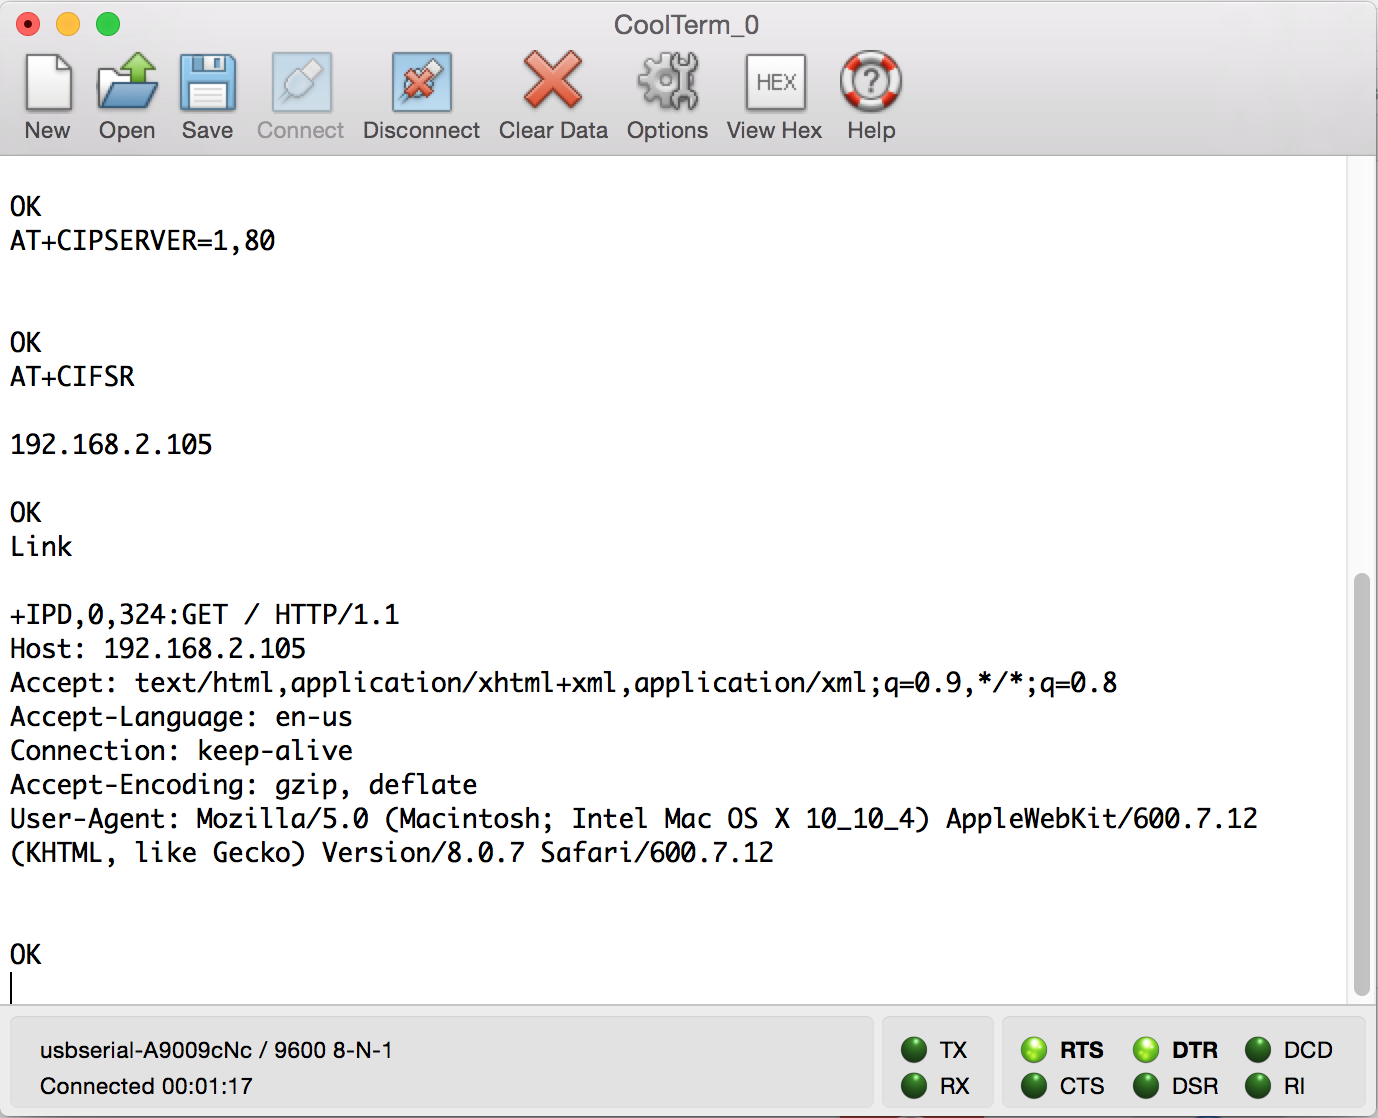 CoolTerm_0
New Open Save Connect Disconnect Clear Data Options HEX View Hex ? Help
OK
AT+CIPSERVER=1,80
OK
AT+CIFSR
192.168.2.105
OK
Link
+IPD,0,324:GET / HTTP/1.1
Host: 192.168.2.105
Accept: text/html,application/xhtml+xml,application/xml;q=0.9,*/*;q=0.8
Accept-Language: en-us
Connection: keep-alive
Accept-Encoding: gzip, deflate
User-Agent: Mozilla/5.0 (Macintosh; Intel Mac OS X 10_10_4) AppleWebKit/600.7.12
(KHTML, like Gecko) Version/8.0.7 Safari/600.7.12
OK
usbserial-A9009cNc / 9600 8-N-1 TX RTS DTR DCD
Connected 00:01:17 RX CTS DSR RI